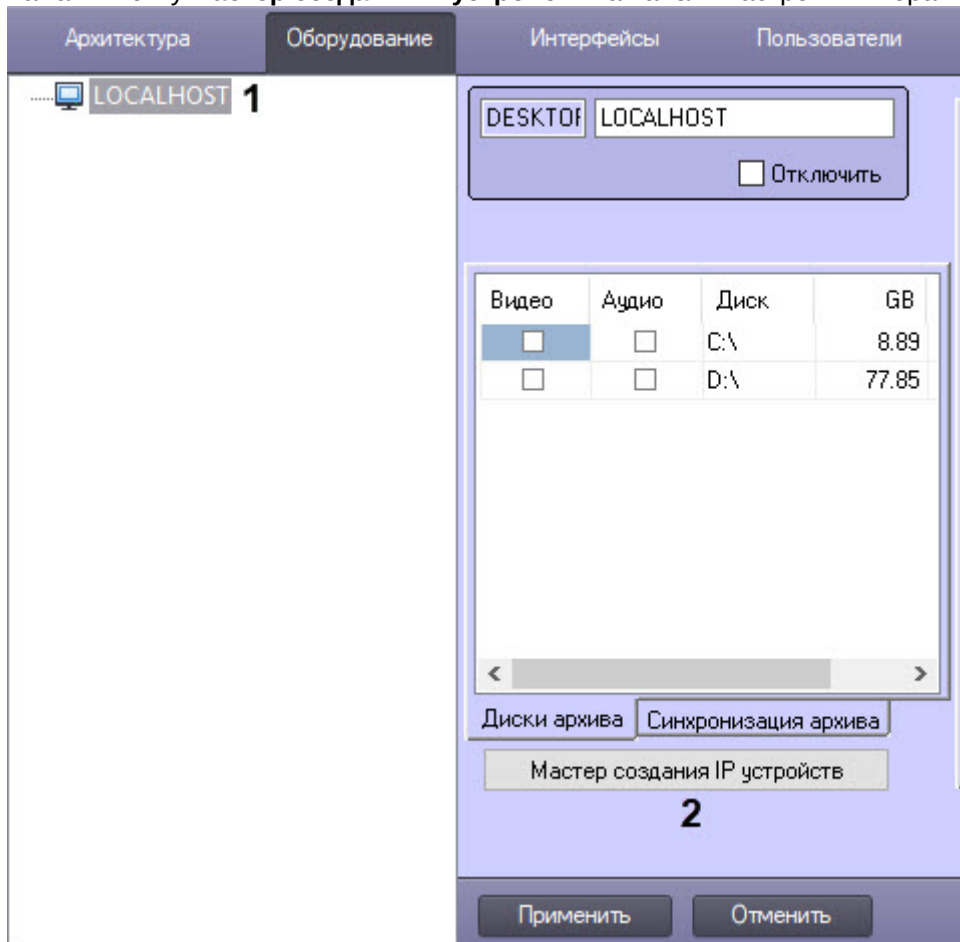 Архитектура Оборудование Интерфейсы Пользователи
LOCALHOST 1
DESKTOP LOCALHOST
Отключить
Видео Аудио Диск GB
C:\ 8.89
D:\ 77.85
Диски архива Синхронизация архива
Мастер создания IP устройств
2
Применить Отменить